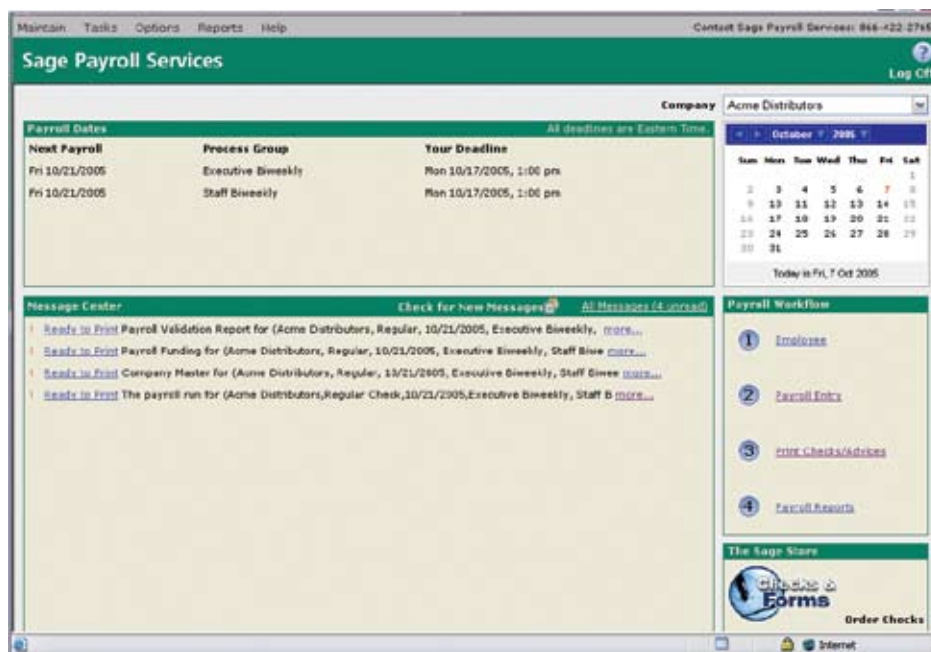 Maintain Tasks Options Reports Help
Contact Sage Payroll Services: 866-422-2765
Sage Payroll Services
Log Off
Company Acme Distributors
Payroll Dates All deadlines are Eastern Time.
Next Payroll Process Group Your Deadline
Fri 10/21/2005 Executive Biweekly Mon 10/17/2005, 1:00 pm
Fri 10/21/2005 Staff Biweekly Mon 10/17/2005, 1:00 pm
October 2005
Sun Mon Tue Wed Thu Fri Sat
1
2 3 4 5 6 7 8
9 10 11 12 13 14 15
16 17 18 19 20 21 22
23 24 25 26 27 28 29
30 31
Today is Fri, 7 Oct 2005
Message Center Check for New Messages All Messages (4 unread)
! Ready to Print Payroll Validation Report for (Acme Distributors, Regular, 10/21/2005, Executive Biweekly, more...
! Ready to Print Payroll Funding for (Acme Distributors, Regular, 10/21/2005, Executive Biweekly, Staff Biwe more...
! Ready to Print Company Master for (Acme Distributors, Regular, 10/21/2005, Executive Biweekly, Staff Biwee more...
! Ready to Print The payroll run for (Acme Distributors,Regular Check,10/21/2005,Executive Biweekly, Staff B more...
Payroll Workflow
1 Employee
2 Payroll Entry
3 Print Checks/Advices
4 Payroll Reports
The Sage Store
Checks & Forms
Order Checks
Internet